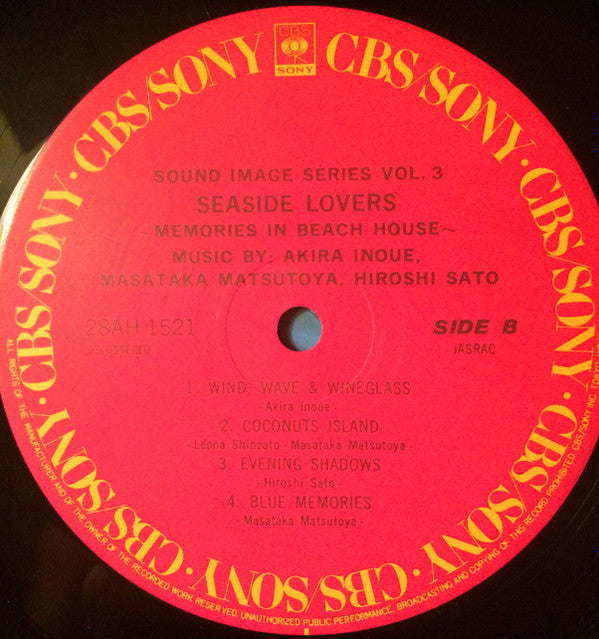 CBS
SONY
CBS/SONY · CBS/SONY · CBS/SONY · CBS/SONY · CBS/SONY · CBS/SONY · CBS/SONY · CBS/SONY
SOUND IMAGE SERIES VOL. 3
SEASIDE LOVERS
~MEMORIES IN BEACH HOUSE~
MUSIC BY; AKIRA INOUE,
MASATAKA MATSUTOYA, HIROSHI SATO
28AH 1521
SIDE B
STEREO
JASRAC
1. WIND, WAVE & WINEGLASS
- Akira Inoue -
2. COCONUTS ISLAND
- Leona Shinzato - Masataka Matsutoya -
3. EVENING SHADOWS
- Hiroshi Sato -
4. BLUE MEMORIES
- Masataka Matsutoya -
ALL RIGHTS OF THE MANUFACTURER AND OF THE OWNER OF THE RECORDED WORK RESERVED. UNAUTHORIZED PUBLIC PERFORMANCE, BROADCASTING AND COPYING OF THIS RECORD PROHIBITED CBS/SONY INC. TOKYO